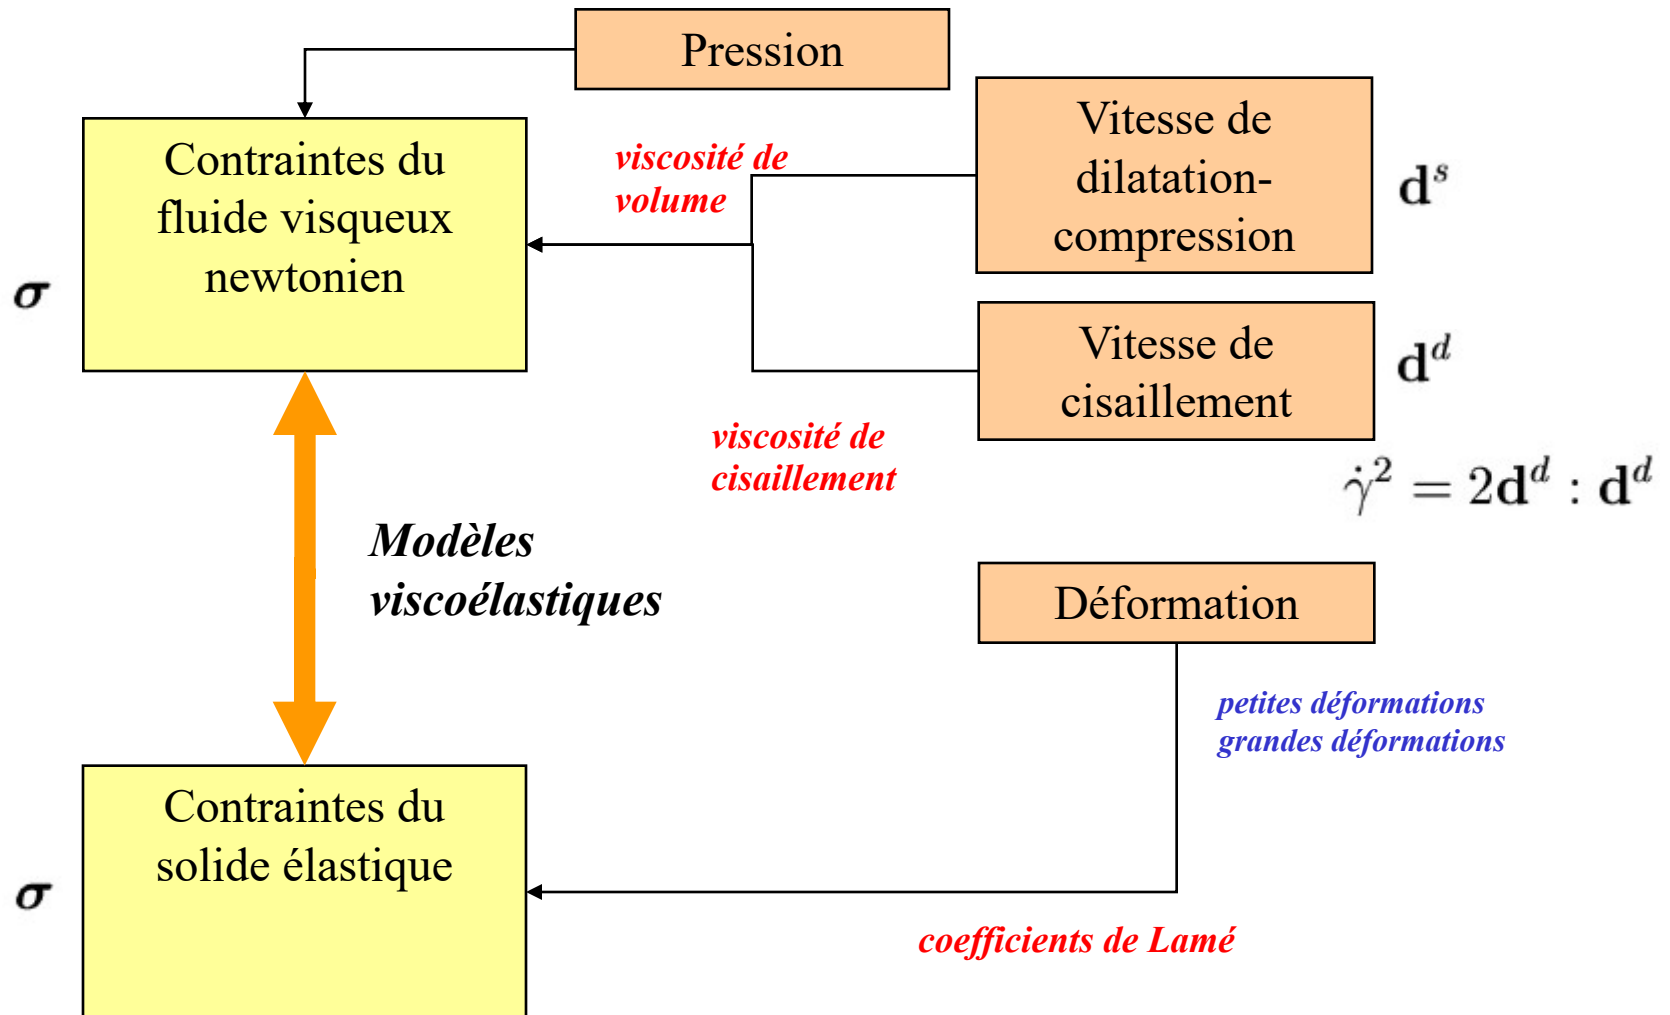 Pression
Contraintes du
fluide visqueux
newtonien
σ
viscosité de
volume
Vitesse de
dilatation-
compression
d^s
Vitesse de
cisaillement
d^d
viscosité de
cisaillement
γ̇² = 2d^d : d^d
Modèles
viscoélastiques
Déformation
petites déformations
grandes déformations
Contraintes du
solide élastique
σ
coefficients de Lamé